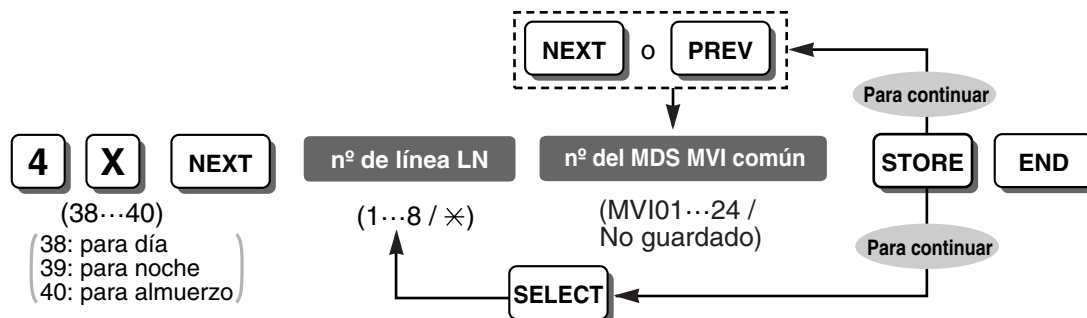 NEXT o PREV
Para continuar
4 X NEXT nº de línea LN nº del MDS MVI común STORE END
(38···40) (1···8 / ✳) (MVI01···24 /
No guardado)
38: para día
39: para noche
40: para almuerzo
Para continuar
SELECT